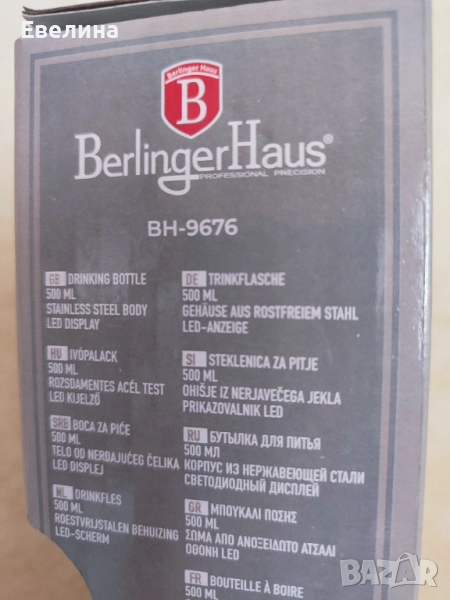 Евелина
Berlinger Haus
B
BerlingerHaus®
PROFESSIONAL PRECISION
BH-9676
GB DRINKING BOTTLE
500 ML
STAINLESS STEEL BODY
LED DISPLAY
HU IVÓPALACK
500 ML
ROZSDAMENTES ACÉL TEST
LED KIJELZŐ
SRB BOCA ZA PIĆE
500 ML
TELO OD NERĐAJUĆEG ČELIKA
LED DISPLEJ
NL DRINKFLES
500 ML
ROESTVRIJSTALEN BEHUIZING
LED-SCHERM
DE TRINKFLASCHE
500 ML
GEHÄUSE AUS ROSTFREIEM STAHL
LED-ANZEIGE
SI STEKLENICA ZA PITJE
500 ML
OHIŠJE IZ NERJAVEČEGA JEKLA
PRIKAZOVALNIK LED
RU БУТЫЛКА ДЛЯ ПИТЬЯ
500 МЛ
КОРПУС ИЗ НЕРЖАВЕЮЩЕЙ СТАЛИ
СВЕТОДИОДНЫЙ ДИСПЛЕЙ
GR ΜΠΟΥΚΑΛΙ ΠΟΣΗΣ
500 ML
ΣΩΜΑ ΑΠΟ ΑΝΟΞΕΙΔΩΤΟ ΑΤΣΑΛΙ
ΟΘΟΝΗ LED
FR BOUTEILLE À BOIRE
500 ML
BAZAR